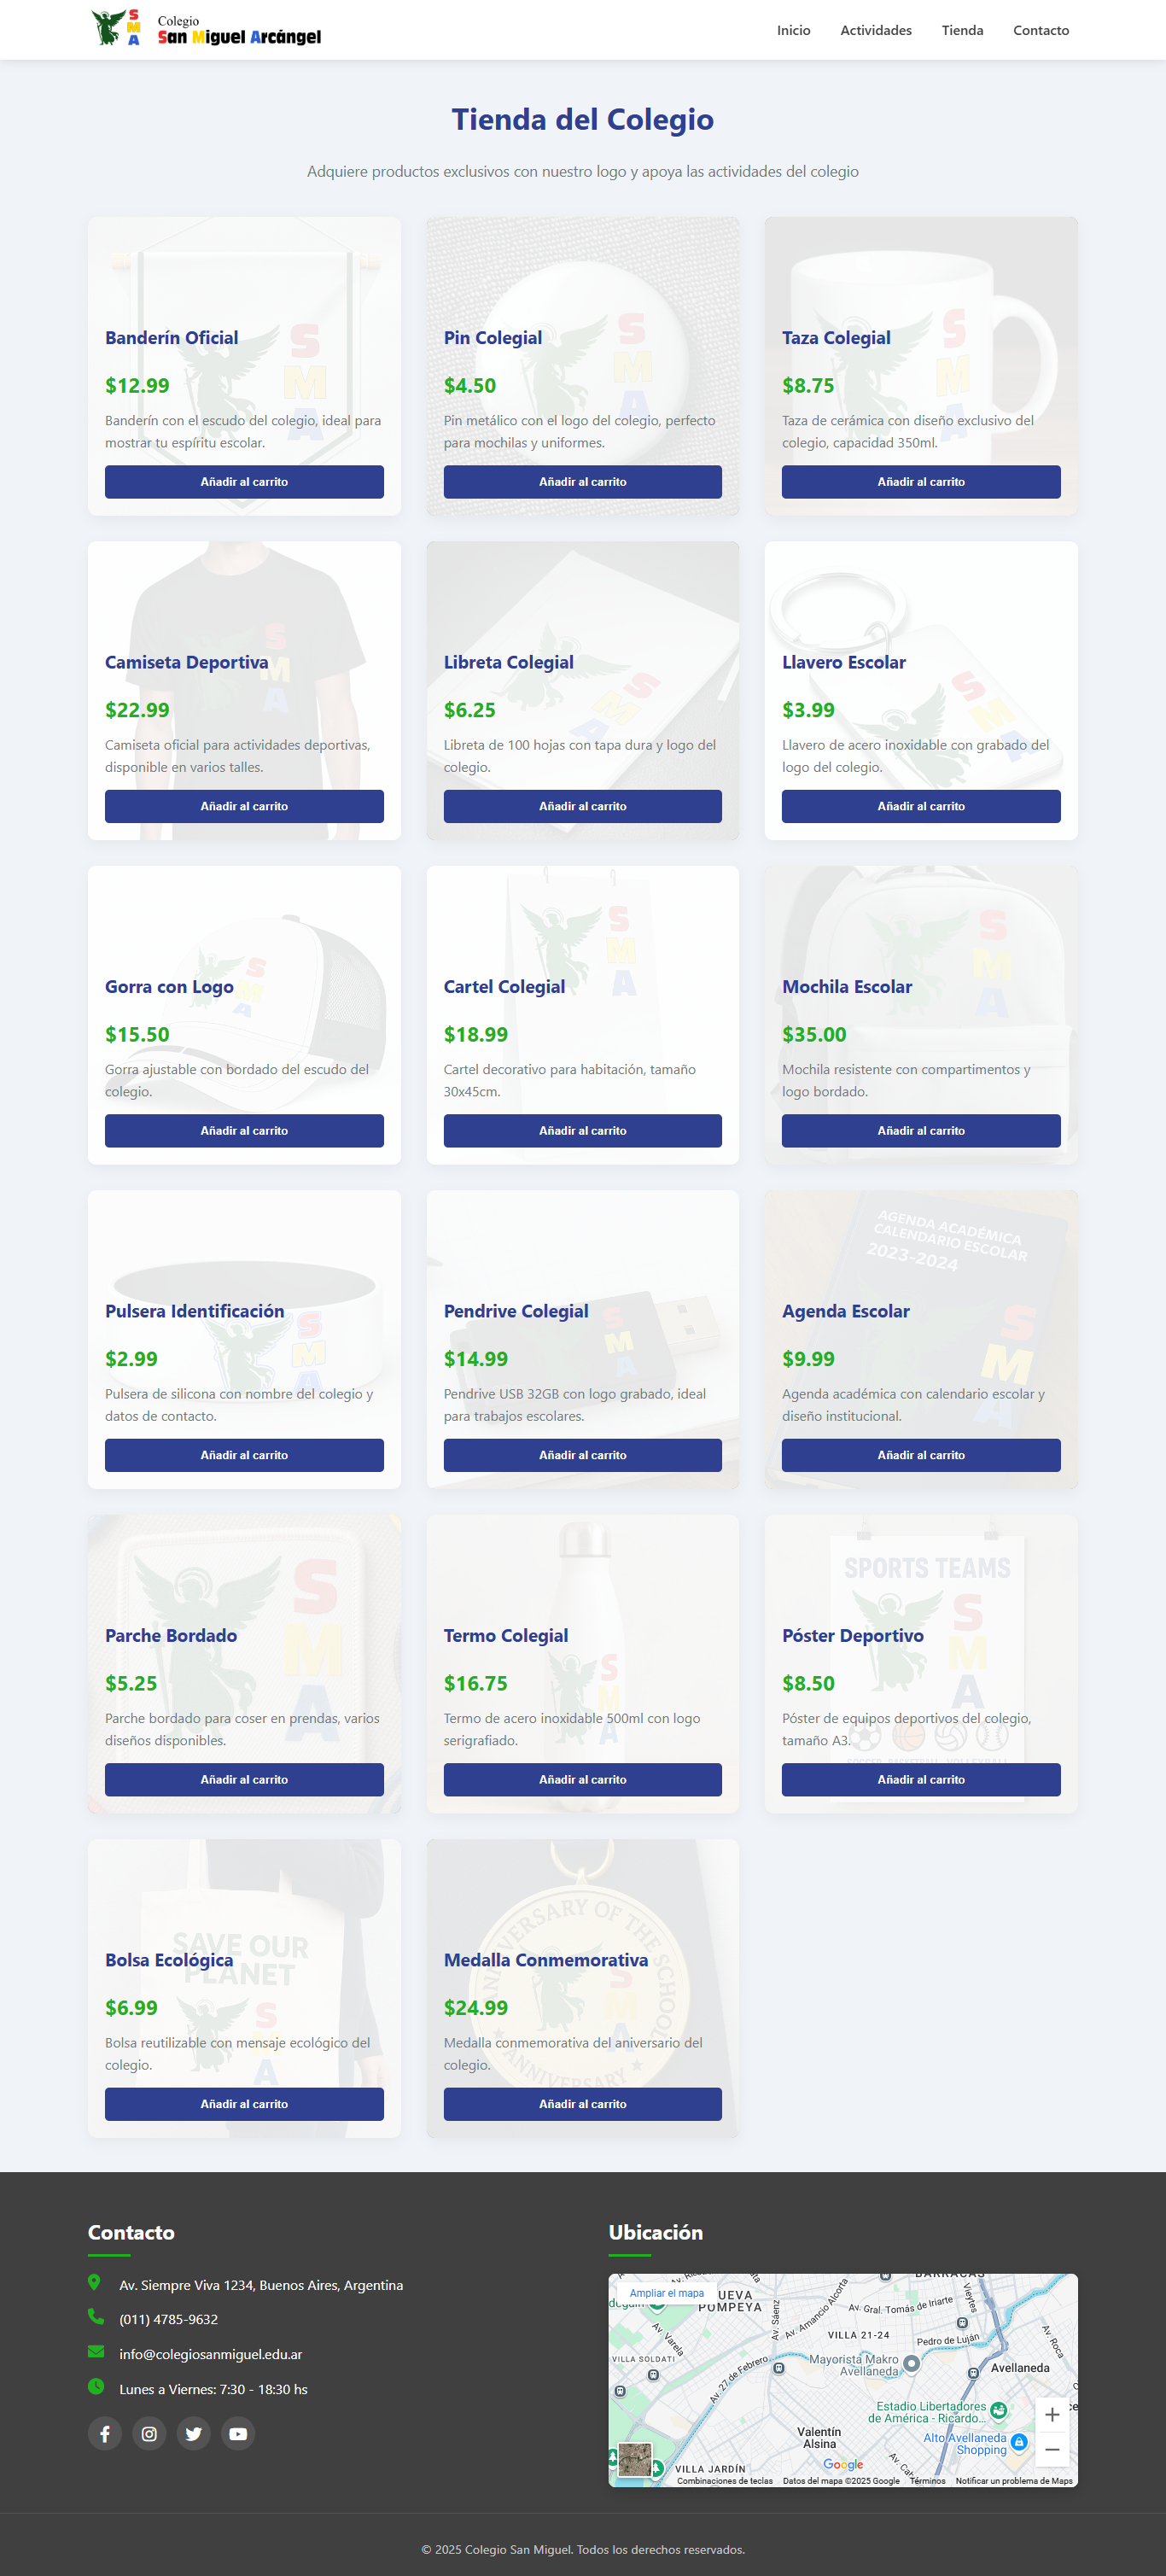 S
M
A
Colegio
San Miguel Arcángel
Inicio
Actividades
Tienda
Contacto
Tienda del Colegio
Adquiere productos exclusivos con nuestro logo y apoya las actividades del colegio
S
M
A
Banderín Oficial
$12.99
Banderín con el escudo del colegio, ideal para
mostrar tu espíritu escolar.
Añadir al carrito
S
M
A
Pin Colegial
$4.50
Pin metálico con el logo del colegio, perfecto
para mochilas y uniformes.
Añadir al carrito
S
M
A
Taza Colegial
$8.75
Taza de cerámica con diseño exclusivo del
colegio, capacidad 350ml.
Añadir al carrito
S
M
A
Camiseta Deportiva
$22.99
Camiseta oficial para actividades deportivas,
disponible en varios talles.
Añadir al carrito
S
M
A
Libreta Colegial
$6.25
Libreta de 100 hojas con tapa dura y logo del
colegio.
Añadir al carrito
S
M
A
Llavero Escolar
$3.99
Llavero de acero inoxidable con grabado del
logo del colegio.
Añadir al carrito
S
M
A
Gorra con Logo
$15.50
Gorra ajustable con bordado del escudo del
colegio.
Añadir al carrito
S
M
A
Cartel Colegial
$18.99
Cartel decorativo para habitación, tamaño
30x45cm.
Añadir al carrito
S
M
A
Mochila Escolar
$35.00
Mochila resistente con compartimentos y
logo bordado.
Añadir al carrito
S
M
A
Pulsera Identificación
$2.99
Pulsera de silicona con nombre del colegio y
datos de contacto.
Añadir al carrito
S
M
A
Pendrive Colegial
$14.99
Pendrive USB 32GB con logo grabado, ideal
para trabajos escolares.
Añadir al carrito
AGENDA ACADÉMICA
CALENDARIO ESCOLAR
2023-2024
S
M
A
Agenda Escolar
$9.99
Agenda académica con calendario escolar y
diseño institucional.
Añadir al carrito
S
M
A
Parche Bordado
$5.25
Parche bordado para coser en prendas, varios
diseños disponibles.
Añadir al carrito
S
M
A
Termo Colegial
$16.75
Termo de acero inoxidable 500ml con logo
serigrafiado.
Añadir al carrito
SPORTS TEAMS
S
M
A
Póster Deportivo
$8.50
Póster de equipos deportivos del colegio,
tamaño A3.
SOCCER BASKETBALL VOLLEYBALL
Añadir al carrito
SAVE OUR
PLANET
S
A
Bolsa Ecológica
$6.99
Bolsa reutilizable con mensaje ecológico del
colegio.
Añadir al carrito
ANNIVERSARY OF THE SCHOOL
S
M
A
Medalla Conmemorativa
$24.99
Medalla conmemorativa del aniversario del
colegio.
ANNIVERSARY
Añadir al carrito
Contacto
Av. Siempre Viva 1234, Buenos Aires, Argentina
(011) 4785-9632
info@colegiosanmiguel.edu.ar
Lunes a Viernes: 7:30 - 18:30 hs
Ubicación
Ampliar el mapa
BARRACAS
UEVA
POMPEYA
Av. Sáenz
Av. Amancio Alcorta
Av. Gral. Tomás de Iriarte
Vieytes
Av. Varela
VILLA 21-24
Pedro de Luján
Av. Roca
VILLA SOLDATI
Av. 27 de Febrero
Mayorista Makro
Avellaneda
Avellaneda
Estadio Libertadores
de América - Ricardo...
Valentín
Alsina
Alto Avellaneda
Shopping
VILLA JARDÍN
Google
Combinaciones de teclas
Datos del mapa ©2025 Google
Términos
Notificar un problema de Maps
© 2025 Colegio San Miguel. Todos los derechos reservados.